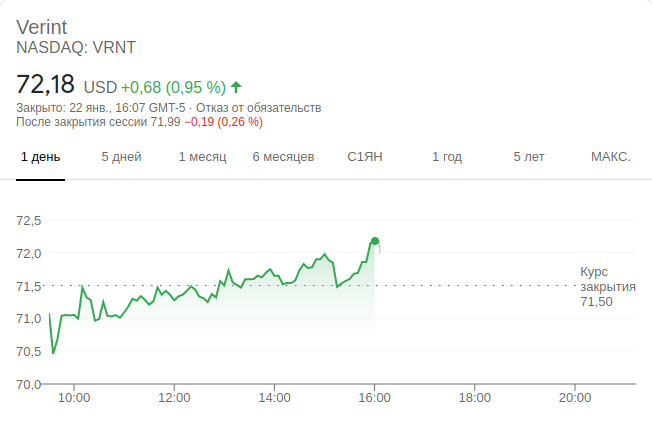 Verint
NASDAQ: VRNT
72,18 USD +0,68 (0,95 %)
Закрыто: 22 янв., 16:07 GMT-5 · Отказ от обязательств
После закрытия сессии 71,99 −0,19 (0,26 %)
1 день 5 дней 1 месяц 6 месяцев С1ЯН 1 год 5 лет МАКС.
72,5
72,0
71,5
71,0
70,5
70,0
Курс
закрытия
71,50
10:00 12:00 14:00 16:00 18:00 20:00